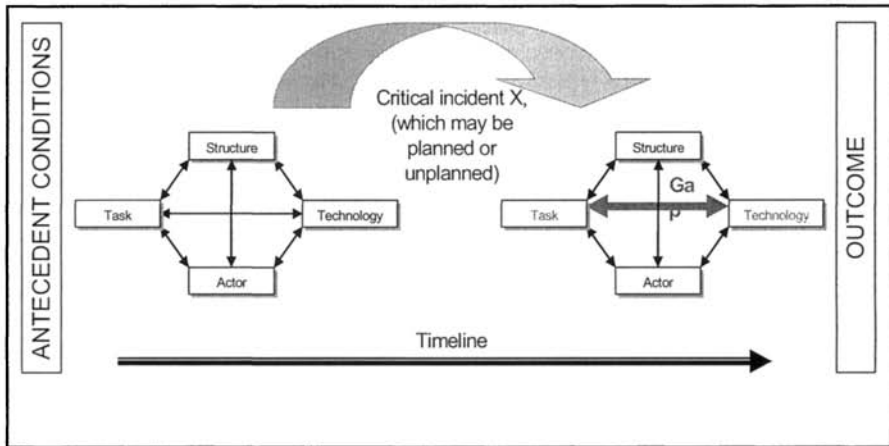 ANTECEDENT CONDITIONS
Critical incident X,
(which may be
planned or
unplanned)
Structure
Task
Technology
Actor
Structure
Ga
p
Task
Technology
Actor
Timeline
OUTCOME